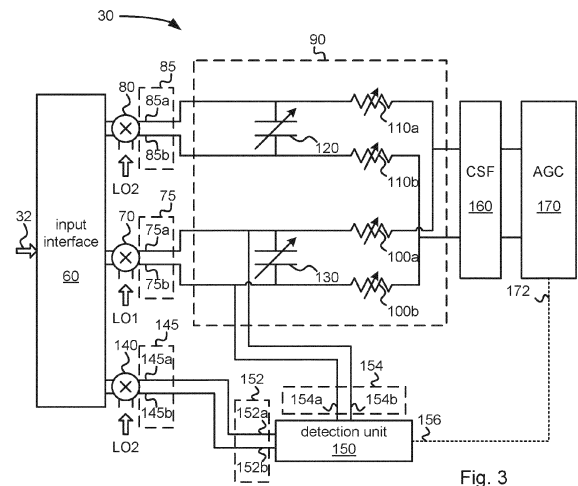 30
90
80
85
85a
85b
LO2
110a
120
110b
CSF
160
AGC
170
32
input
interface
60
70
75
75a
75b
LO1
100a
130
100b
172
140
145
145a
145b
LO2
152
152a
152b
154
154a
154b
detection unit
150
156
Fig. 3